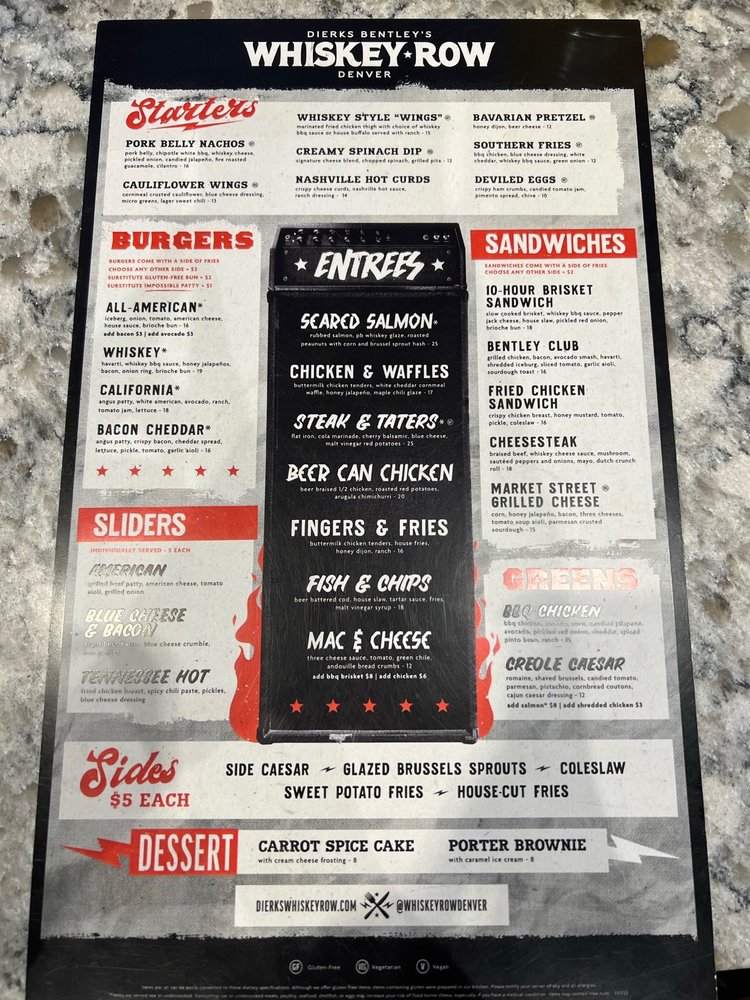 DIERKS BENTLEY'S
WHISKEY★ROW
DENVER
Starters
PORK BELLY NACHOS
pork belly, chipotle white bbq, whiskey cheese,
pickled onion, candied jalapeño, fire roasted
guacamole, cilantro - 16
CAULIFLOWER WINGS
cornmeal crusted cauliflower, blue cheese dressing,
micro greens, lager sweet chili - 13
WHISKEY STYLE "WINGS"
marinated fried chicken thigh with choice of whiskey
bbq sauce or house buffalo served with ranch - 15
CREAMY SPINACH DIP
signature cheese blend, chopped spinach, grilled pita - 12
NASHVILLE HOT CURDS
crispy cheese curds, nashville hot sauce,
ranch dressing - 14
BAVARIAN PRETZEL
honey dijon, beer cheese - 12
SOUTHERN FRIES
bbq chicken, blue cheese dressing, white
cheddar, whiskey bbq sauce, green onion - 12
DEVILED EGGS
crispy ham crumbs, candied tomato jam,
pimento spread, chive - 10
BURGERS
BURGERS COME WITH A SIDE OF FRIES
CHOOSE ANY OTHER SIDE + $2
SUBSTITUTE GLUTEN-FREE BUN + $2
SUBSTITUTE IMPOSSIBLE PATTY + $1
ALL-AMERICAN*
iceberg, onion, tomato, american cheese,
house sauce, brioche bun - 16
add bacon $3 | add avocado $3
WHISKEY*
havarti, whiskey bbq sauce, honey jalapeños,
bacon, onion ring, brioche bun - 19
CALIFORNIA*
angus patty, white american, avocado, ranch,
tomato jam, lettuce - 18
BACON CHEDDAR*
angus patty, crispy bacon, cheddar spread,
lettuce, pickle, tomato, garlic aioli - 16
SLIDERS
INDIVIDUALLY SERVED - 5 EACH
AMERICAN
grilled beef patty, american cheese, tomato
aioli, grilled onion
BLUE CHEESE
& BACON
blue cheese crumble,
TENNESSEE HOT
fried chicken breast, spicy chili paste, pickles,
blue cheese dressing
★ ENTREES ★
SEARED SALMON*
rubbed salmon, pb whiskey glaze, roasted
peaunuts with corn and brussel sprout hash - 25
CHICKEN & WAFFLES
buttermilk chicken tenders, white cheddar cornmeal
waffle, honey jalapeño, maple chili glaze - 17
STEAK & TATERS*
flat iron, cola marinade, cherry balsamic, blue cheese,
malt vinegar red potatoes - 25
BEER CAN CHICKEN
beer braised 1/2 chicken, roasted red potatoes,
arugula chimichurri - 20
FINGERS & FRIES
buttermilk chicken tenders, house fries,
honey dijon, ranch - 16
FISH & CHIPS
beer battered cod, house slaw, tartar sauce, fries,
malt vinegar syrup - 18
MAC & CHEESE
three cheese sauce, tomato, green chile,
andouille bread crumbs - 12
add bbq brisket $8 | add chicken $6
SANDWICHES
SANDWICHES COME WITH A SIDE OF FRIES
CHOOSE ANY OTHER SIDE + $2
10-HOUR BRISKET
SANDWICH
slow cooked brisket, whiskey bbq sauce, pepper
jack cheese, house slaw, pickled red onion,
brioche bun - 18
BENTLEY CLUB
grilled chicken, bacon, avocado smash, havarti,
shredded iceburg, sliced tomato, garlic aioli,
sourdough toast - 16
FRIED CHICKEN
SANDWICH
crispy chicken breast, honey mustard, tomato,
pickle, coleslaw - 16
CHEESESTEAK
braised beef, whiskey cheese sauce, mushroom,
sautéed peppers and onions, mayo, dutch crunch
roll - 18
MARKET STREET
GRILLED CHEESE
corn, honey jalapeño, bacon, three cheeses,
tomato soup aioli, parmesan crusted
sourdough - 15
GREENS
BBQ CHICKEN
bbq chicken, corn, candied jalapeño,
avocado, pickled red onion, cheddar, spiced
pinto bean, ranch - 15
CREOLE CAESAR
romaine, shaved brussels, candied tomato,
parmesan, pistachio, cornbread coutons,
cajun caesar dressing - 12
add salmon* $8 | add shredded chicken $3
Sides
$5 EACH
SIDE CAESAR GLAZED BRUSSELS SPROUTS COLESLAW
SWEET POTATO FRIES HOUSE-CUT FRIES
DESSERT
CARROT SPICE CAKE
with cream cheese frosting - 8
PORTER BROWNIE
with caramel ice cream - 8
DIERKSWHISKEYROW.COM @WHISKEYROWDENVER
GF Gluten-Free VEG Vegetarian V Vegan